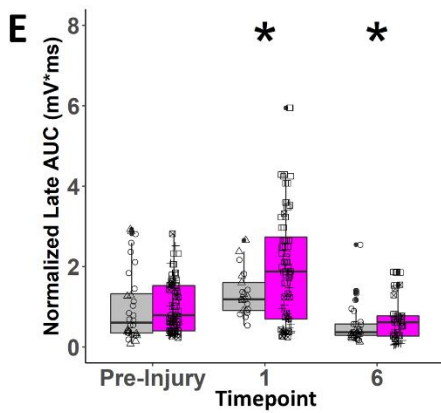 E
* *
8
6
4
2
0
Normalized Late AUC (mV*ms)
Pre-Injury 1 6
Timepoint